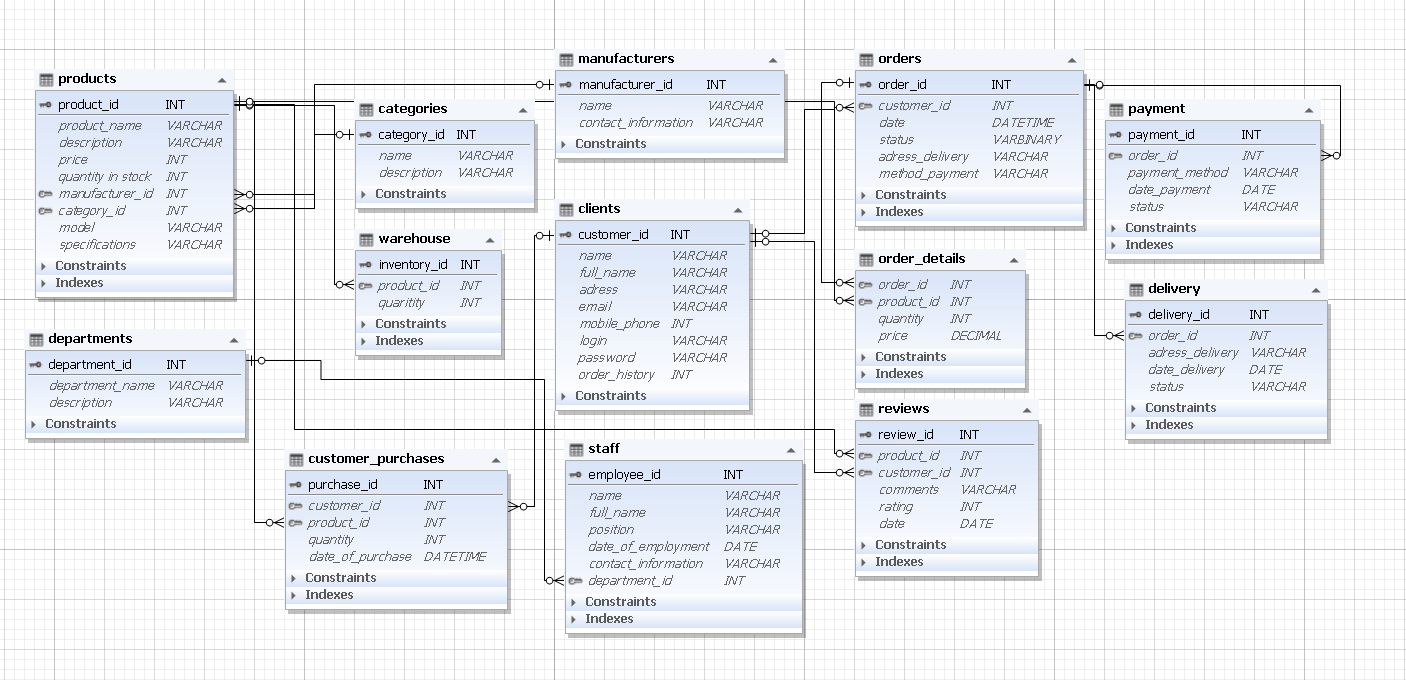 products
product_id INT
product_name VARCHAR
description VARCHAR
price INT
quantity in stock INT
manufacturer_id INT
category_id INT
model VARCHAR
specifications VARCHAR
Constraints
Indexes
categories
category_id INT
name VARCHAR
description VARCHAR
Constraints
manufacturers
manufacturer_id INT
name VARCHAR
contact_information VARCHAR
Constraints
orders
order_id INT
customer_id INT
date DATETIME
status VARBINARY
adress_delivery VARCHAR
method_payment VARCHAR
Constraints
Indexes
payment
payment_id INT
order_id INT
payment_method VARCHAR
date_payment DATE
status VARCHAR
Constraints
Indexes
warehouse
inventory_id INT
product_id INT
quaritity INT
Constraints
Indexes
clients
customer_id INT
name VARCHAR
full_name VARCHAR
adress VARCHAR
email VARCHAR
mobile_phone INT
login VARCHAR
password VARCHAR
order_history INT
Constraints
order_details
order_id INT
product_id INT
quantity INT
price DECIMAL
Constraints
Indexes
delivery
delivery_id INT
order_id INT
adress_delivery VARCHAR
date_delivery DATE
status VARCHAR
Constraints
Indexes
departments
department_id INT
department_name VARCHAR
description VARCHAR
Constraints
customer_purchases
purchase_id INT
customer_id INT
product_id INT
quantity INT
date_of_purchase DATETIME
Constraints
Indexes
staff
employee_id INT
name VARCHAR
full_name VARCHAR
position VARCHAR
date_of_employment DATE
contact_information VARCHAR
department_id INT
Constraints
Indexes
reviews
review_id INT
product_id INT
customer_id INT
comments VARCHAR
rating INT
date DATE
Constraints
Indexes